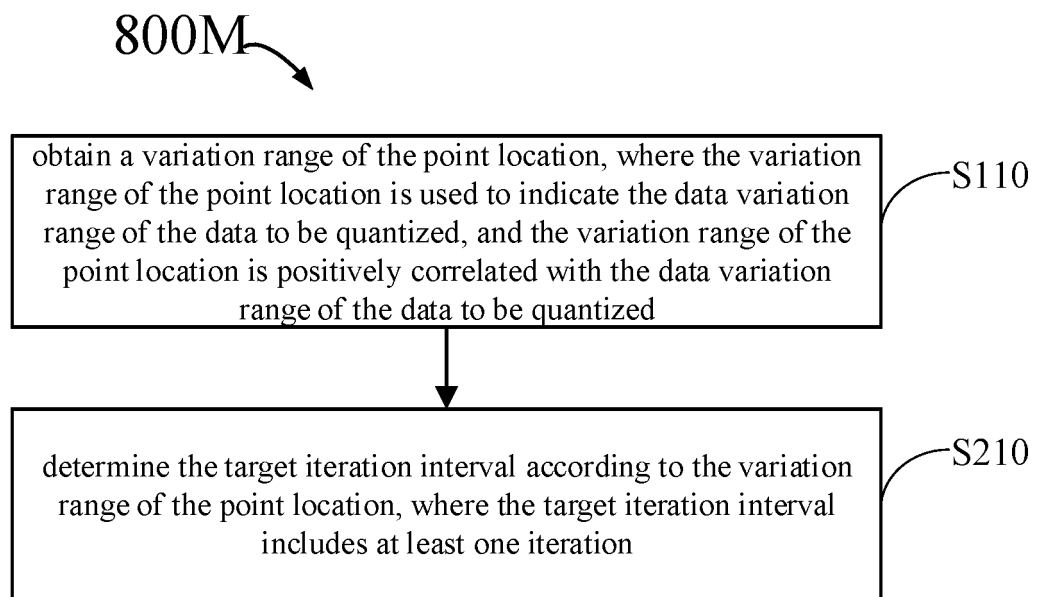 800M
obtain a variation range of the point location, where the variation
range of the point location is used to indicate the data variation
range of the data to be quantized, and the variation range of the
point location is positively correlated with the data variation
range of the data to be quantized
S110
determine the target iteration interval according to the variation
range of the point location, where the target iteration interval
includes at least one iteration
S210